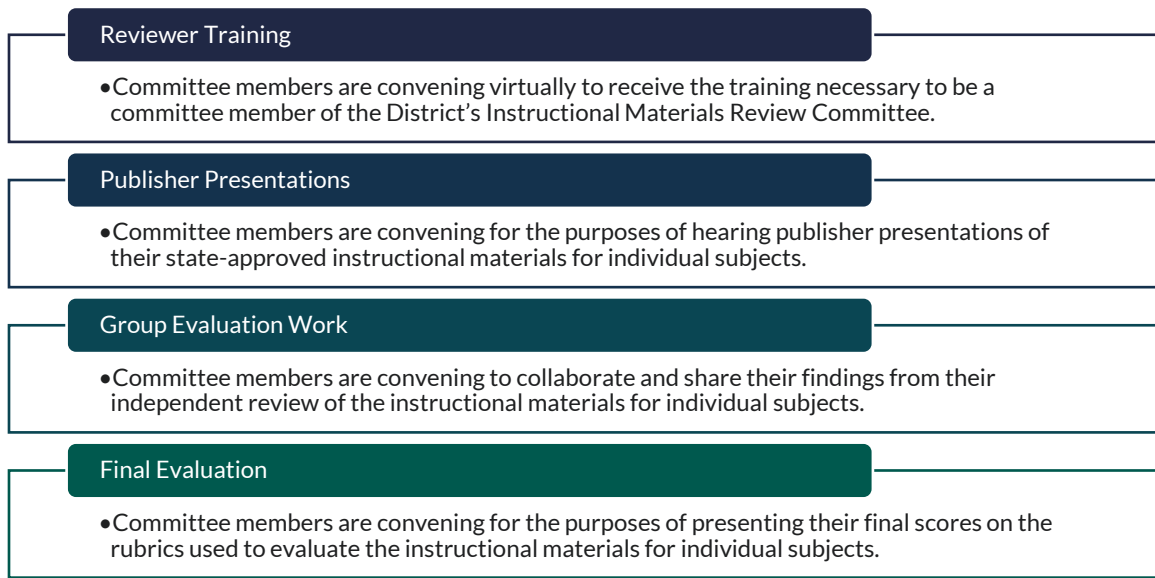 Reviewer Training
•Committee members are convening virtually to receive the training necessary to be a
committee member of the District’s Instructional Materials Review Committee.
Publisher Presentations
•Committee members are convening for the purposes of hearing publisher presentations of
their state-approved instructional materials for individual subjects.
Group Evaluation Work
•Committee members are convening to collaborate and share their findings from their
independent review of the instructional materials for individual subjects.
Final Evaluation
•Committee members are convening for the purposes of presenting their final scores on the
rubrics used to evaluate the instructional materials for individual subjects.